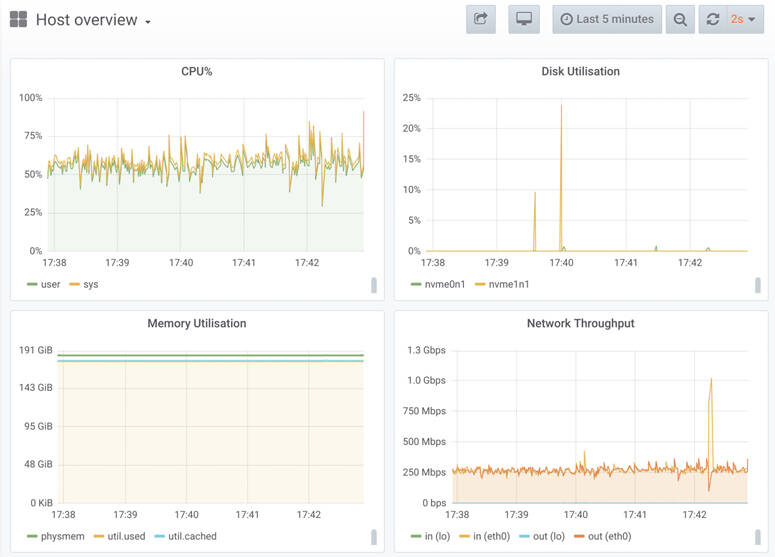 Host overview
Last 5 minutes
2s
CPU%
100%
75%
50%
25%
0%
17:38 17:39 17:40 17:41 17:42
user sys
Disk Utilisation
25%
20%
15%
10%
5%
0%
17:38 17:39 17:40 17:41 17:42
nvme0n1 nvme1n1
Memory Utilisation
191 GiB
143 GiB
95 GiB
48 GiB
0 KiB
17:38 17:39 17:40 17:41 17:42
physmem util.used util.cached
Network Throughput
1.3 Gbps
1.0 Gbps
750 Mbps
500 Mbps
250 Mbps
0 bps
17:38 17:39 17:40 17:41 17:42
in (lo) in (eth0) out (lo) out (eth0)